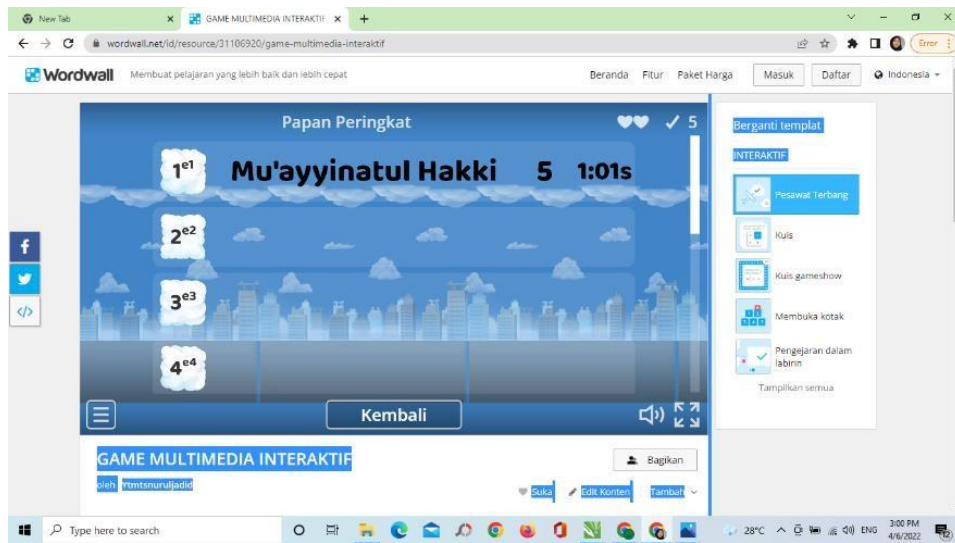 New Tab
GAME MULTIMEDIA INTERAKTIF
wordwall.net/id/resource/31106920/game-multimedia-interaktif
Error
Wordwall
Membuat pelajaran yang lebih baik dan lebih cepat
Beranda Fitur Paket Harga Masuk Daftar Indonesia
Papan Peringkat
5
1e1 Mu'ayyinatul Hakki 5 1:01s
2e2
3e3
4e4
Kembali
Berganti templat
INTERAKTIF
Pesawat Terbang
Kuis
Kuis gameshow
Membuka kotak
Pengejaran dalam
labirin
Tampilkan semua
GAME MULTIMEDIA INTERAKTIF
oleh Ytmtsnuruljadid
Bagikan
Suka Edit Konten Tambah
Type here to search
28°C ENG 3:00 PM
4/6/2022